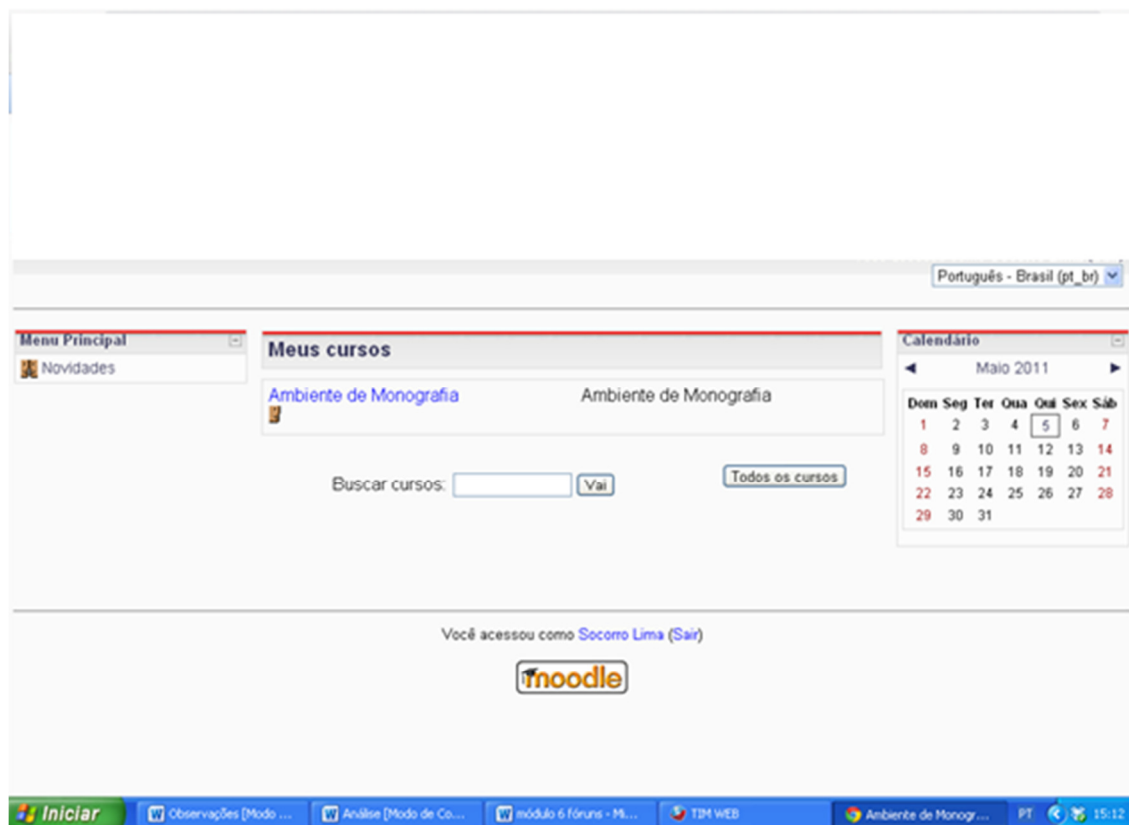 Português - Brasil (pt_br)
Menu Principal
Novidades
Meus cursos
Ambiente de Monografia Ambiente de Monografia
Buscar cursos: Vai Todos os cursos
Calendário
Maio 2011
Dom Seg Ter Qua Qui Sex Sáb
1 2 3 4 5 6 7
8 9 10 11 12 13 14
15 16 17 18 19 20 21
22 23 24 25 26 27 28
29 30 31
Você acessou como Socorro Lima (Sair)
moodle
Iniciar Observações [Modo ... Análise [Modo de Co... módulo 6 fóruns - Mi... TIM WEB Ambiente de Monogr... PT 15:12